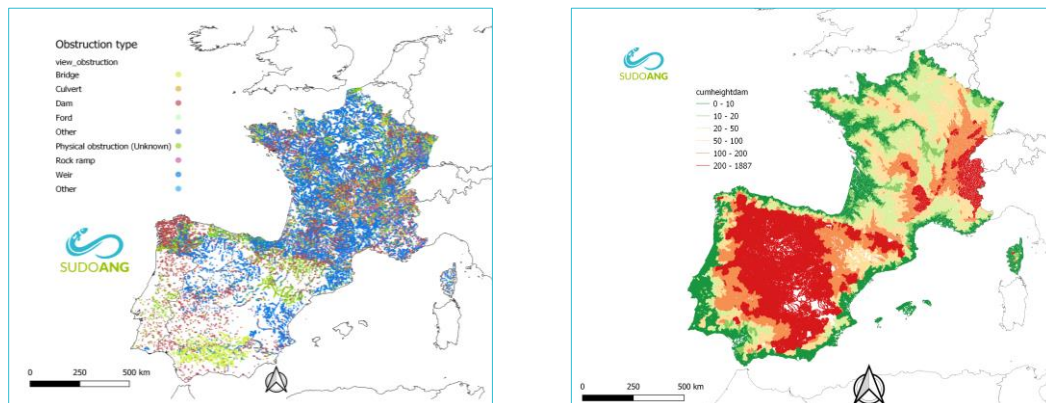 Obstruction type
view_obstruction
Bridge
Culvert
Dam
Ford
Other
Physical obstruction (Unknown)
Rock ramp
Weir
Other
SUDOANG
0 250 500 km
SUDOANG
cumheightdam
0 - 10
10 - 20
20 - 50
50 - 100
100 - 200
200 - 1887
0 250 500 km